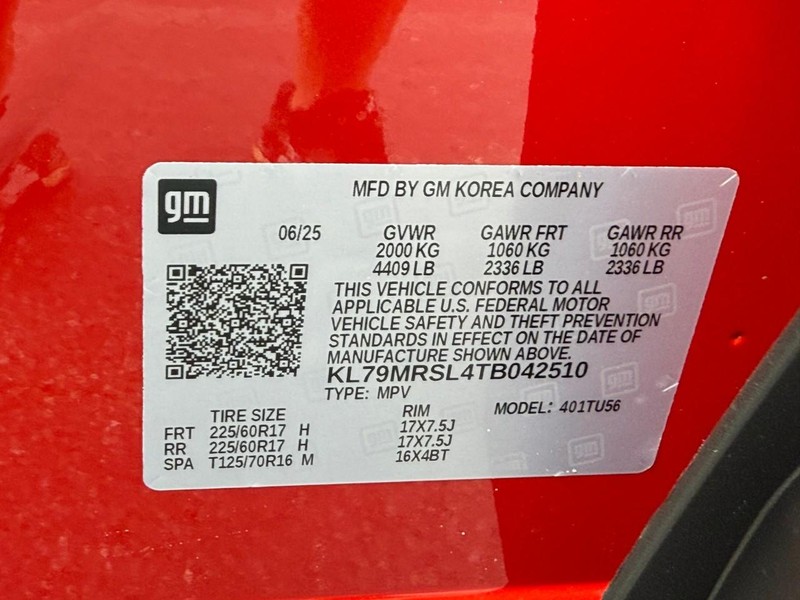 gm
MFD BY GM KOREA COMPANY
06/25 GVWR GAWR FRT GAWR RR
2000 KG 1060 KG 1060 KG
4409 LB 2336 LB 2336 LB
THIS VEHICLE CONFORMS TO ALL
APPLICABLE U.S. FEDERAL MOTOR
VEHICLE SAFETY AND THEFT PREVENTION
STANDARDS IN EFFECT ON THE DATE OF
MANUFACTURE SHOWN ABOVE.
KL79MRSL4TB042510
TYPE: MPV
TIRE SIZE RIM MODEL: 401TU56
FRT 225/60R17 H 17X7.5J
RR 225/60R17 H 17X7.5J
SPA T125/70R16 M 16X4BT